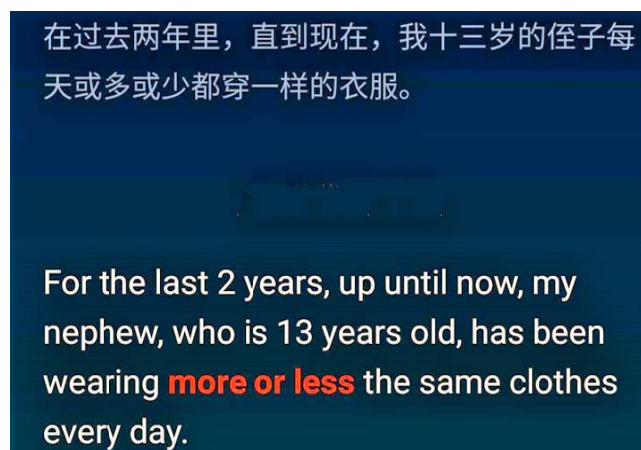 在过去两年里，直到现在，我十三岁的侄子每
天或多或少都穿一样的衣服。
For the last 2 years, up until now, my
nephew, who is 13 years old, has been
wearing more or less the same clothes
every day.